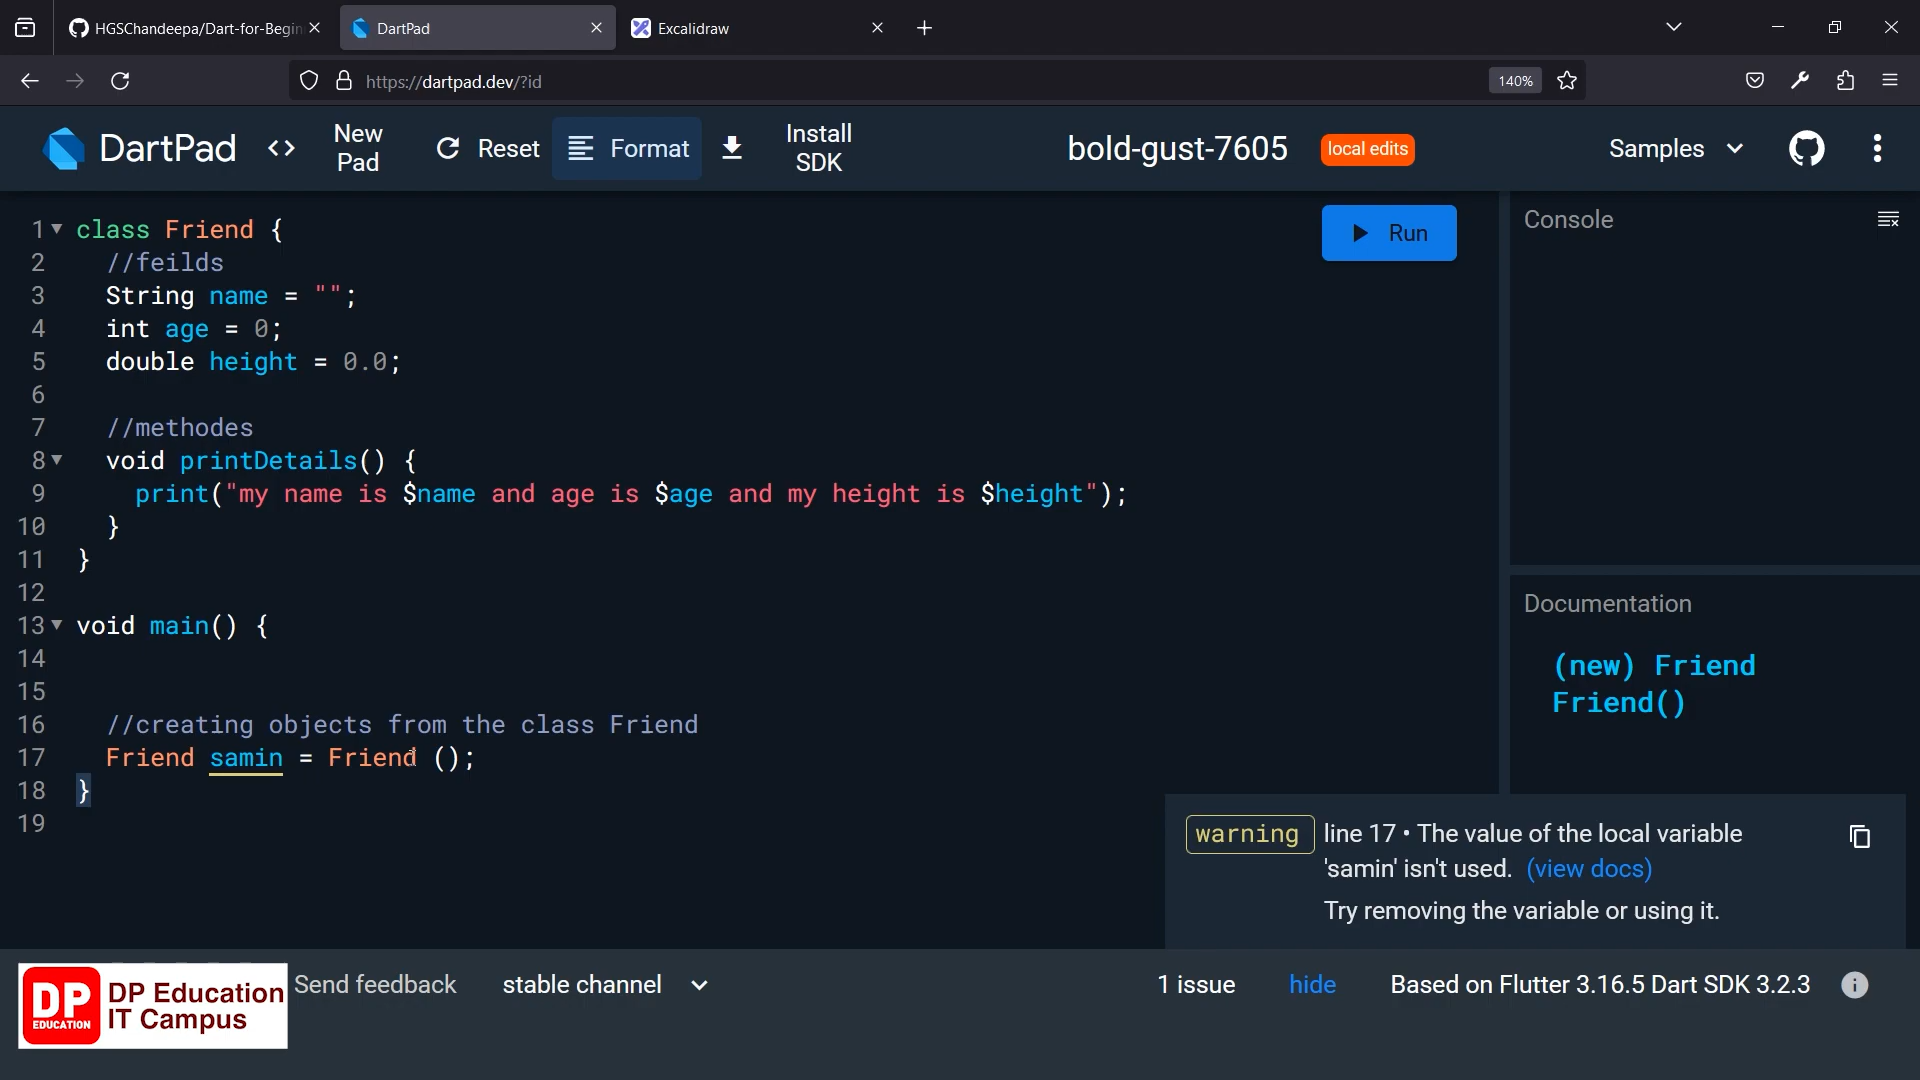 HGSChandeepa/Dart-for-Begin
DartPad
Excalidraw
https://dartpad.dev/?id
140%
DartPad
<> New Pad
Reset
Format
Install SDK
bold-gust-7605
local edits
Samples
1 class Friend {
2 //feilds
3 String name = "";
4 int age = 0;
5 double height = 0.0;
6
7 //methodes
8 void printDetails() {
9 print("my name is $name and age is $age and my height is $height");
10 }
11 }
12
13 void main() {
14
15
16 //creating objects from the class Friend
17 Friend samin = Friend ();
18 }
19
Run
Console
Documentation
(new) Friend
Friend()
warning line 17 • The value of the local variable
'samin' isn't used. (view docs)
Try removing the variable or using it.
DP EDUCATION
DP Education
IT Campus
Send feedback
stable channel
1 issue
hide
Based on Flutter 3.16.5 Dart SDK 3.2.3